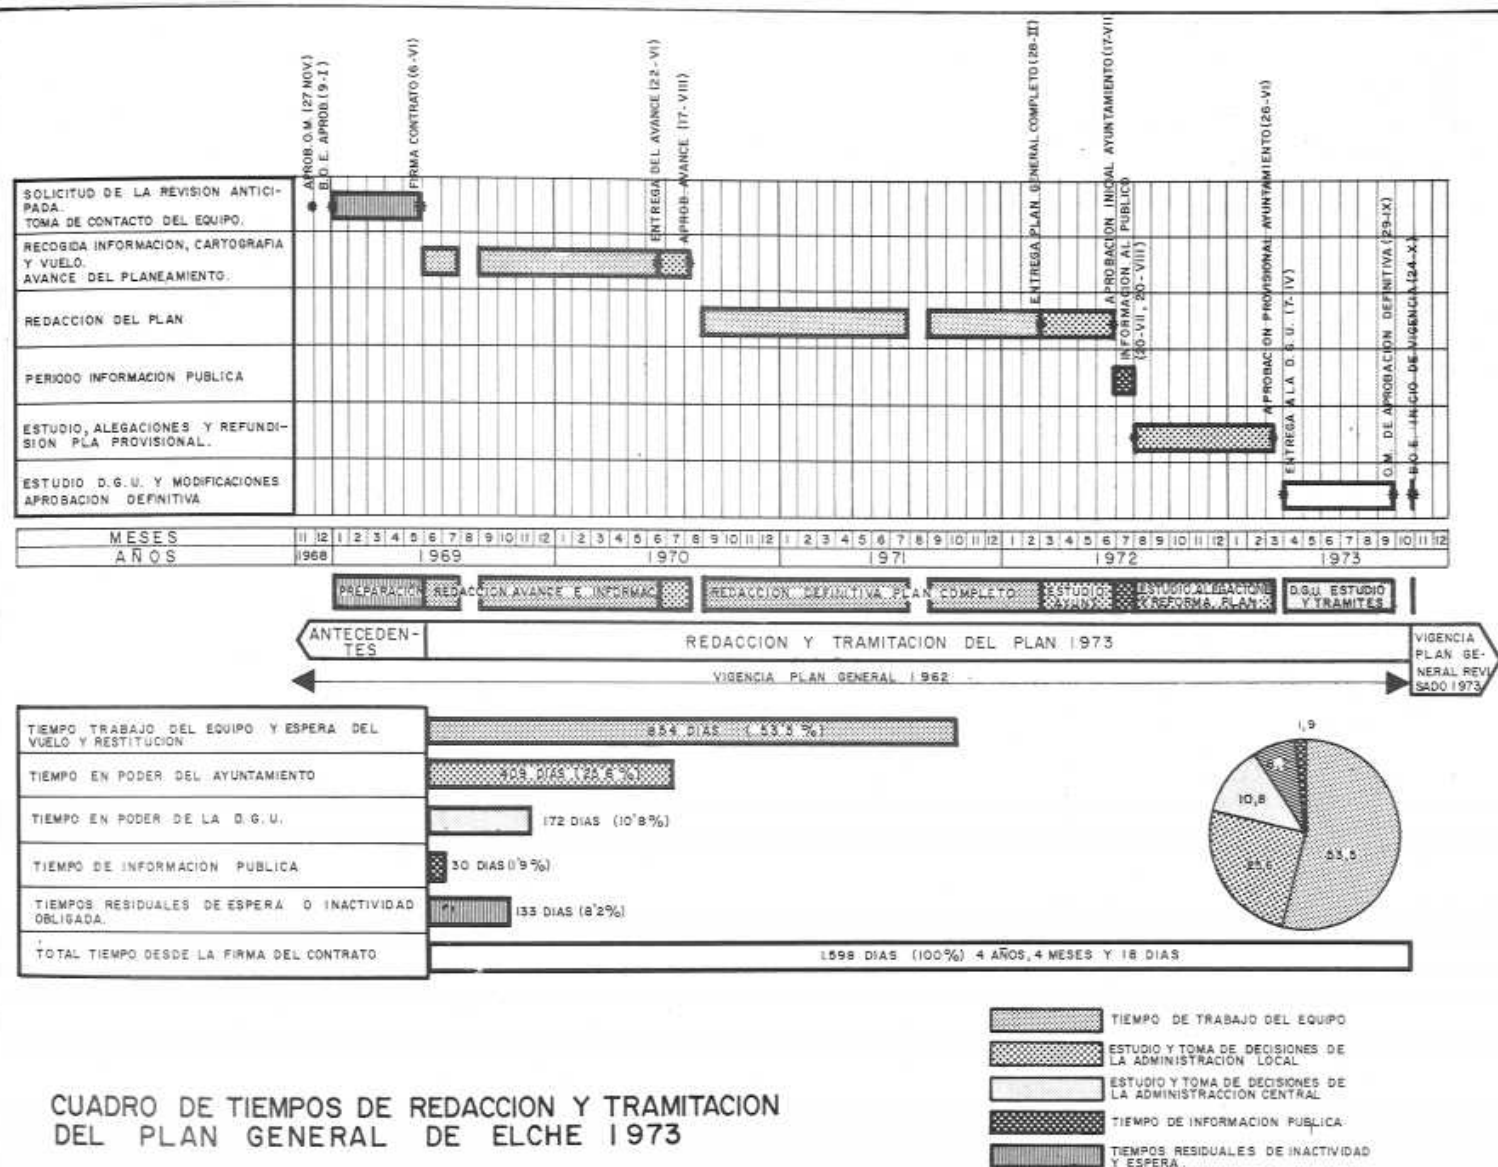 APROB. O.M. (27 NOV.)
B.O.E. APROB. (9-I)
FIRMA CONTRATO (6-VI)
ENTREGA DEL AVANCE (22-VI)
APROB. AVANCE (17-VIII)
ENTREGA PLAN GENERAL COMPLETO (28-II)
APROBACION INICIAL AYUNTAMIENTO (17-VII
INFORMACION AL PUBLICO
(20-VII, 20-VIII)
APROBACION PROVISIONAL AYUNTAMIENTO (26-VI)
ENTREGA A LA D.G.U. (7-IV)
O.M. DE APROBACION DEFINITIVA (29-IX)
B.O.E. INICIO DE VIGENCIA (24-X)
SOLICITUD DE LA REVISION ANTICI-
PADA.
TOMA DE CONTACTO DEL EQUIPO.
RECOGIDA INFORMACION, CARTOGRAFIA
Y VUELO.
AVANCE DEL PLANEAMIENTO.
REDACCION DEL PLAN
PERIODO INFORMACION PUBLICA
ESTUDIO, ALEGACIONES Y REFUNDI-
SION PLA PROVISIONAL.
ESTUDIO D.G.U. Y MODIFICACIONES
APROBACION DEFINITIVA
MESES 11 12 1 2 3 4 5 6 7 8 9 10 11 12 1 2 3 4 5 6 7 8 9 10 11 12 1 2 3 4 5 6 7 8 9 10 11 12 1 2 3 4 5 6 7 8 9 10 11 12 1 2 3 4 5 6 7 8 9 10 11 12
AÑOS 1968 1969 1970 1971 1972 1973
PREPARACION REDACCION AVANCE E INFORMAC. REDACCION DEFINITIVA PLAN COMPLETO
ESTUDIO
AYUNT.
ESTUDIO ALEGACIONE
Y REFORMA PLAN
D.G.U. ESTUDIO
Y TRAMITES
ANTECEDEN-
TES
REDACCION Y TRAMITACION DEL PLAN 1973
VIGENCIA
PLAN GE-
NERAL REVI
SADO 1973
VIGENCIA PLAN GENERAL 1962
TIEMPO TRABAJO DEL EQUIPO Y ESPERA DEL
VUELO Y RESTITUCION
854 DIAS (53'5 %)
TIEMPO EN PODER DEL AYUNTAMIENTO
409 DIAS (25'6 %)
TIEMPO EN PODER DE LA D.G.U.
172 DIAS (10'8%)
TIEMPO DE INFORMACION PUBLICA
30 DIAS (1'9 %)
TIEMPOS RESIDUALES DE ESPERA O INACTIVIDAD
OBLIGADA.
133 DIAS (8'2%)
TOTAL TIEMPO DESDE LA FIRMA DEL CONTRATO
1.598 DIAS (100%) 4 AÑOS, 4 MESES Y 18 DIAS
1,9
10,8
25,6
53,5
TIEMPO DE TRABAJO DEL EQUIPO
ESTUDIO Y TOMA DE DECISIONES DE
LA ADMINISTRACION LOCAL
ESTUDIO Y TOMA DE DECISIONES DE
LA ADMINISTRACCION CENTRAL
TIEMPO DE INFORMACION PUBLICA
TIEMPOS RESIDUALES DE INACTIVIDAD
Y ESPERA.
CUADRO DE TIEMPOS DE REDACCION Y TRAMITACION
DEL PLAN GENERAL DE ELCHE 1973